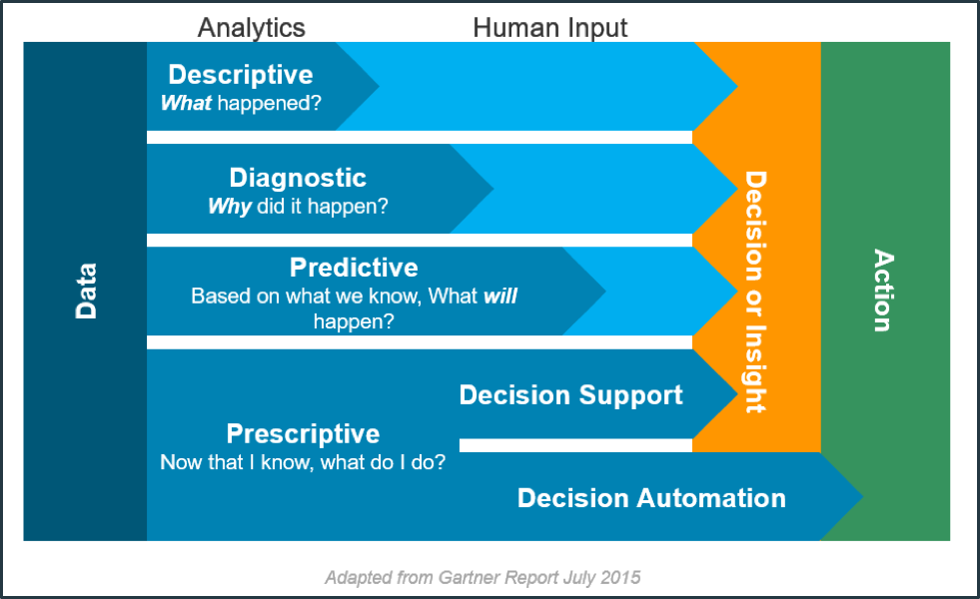 Analytics
Human Input
Data
Descriptive
What happened?
Diagnostic
Why did it happen?
Predictive
Based on what we know, What will
happen?
Prescriptive
Now that I know, what do I do?
Decision Support
Decision Automation
Decision or Insight
Action
Adapted from Gartner Report July 2015